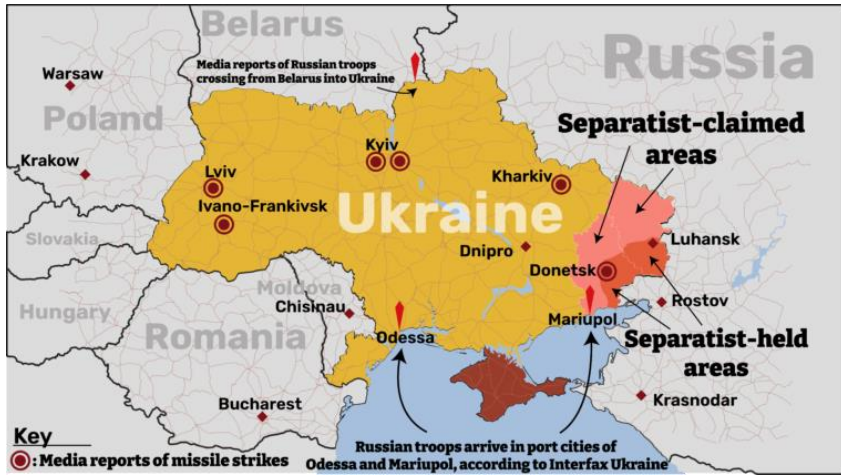 Belarus
Russia
Media reports of Russian troops
crossing from Belarus into Ukraine
Warsaw
Poland
Separatist-claimed
areas
Krakow
Kyiv
Lviv
Kharkiv
Ivano-Frankivsk
Ukraine
Slovakia
Dnipro
Luhansk
Donetsk
Moldova
Hungary
Chisinau
Rostov
Mariupol
Romania
Odessa
Separatist-held
areas
Krasnodar
Bucharest
Key
: Media reports of missile strikes
Russian troops arrive in port cities of
Odessa and Mariupol, according to Interfax Ukraine